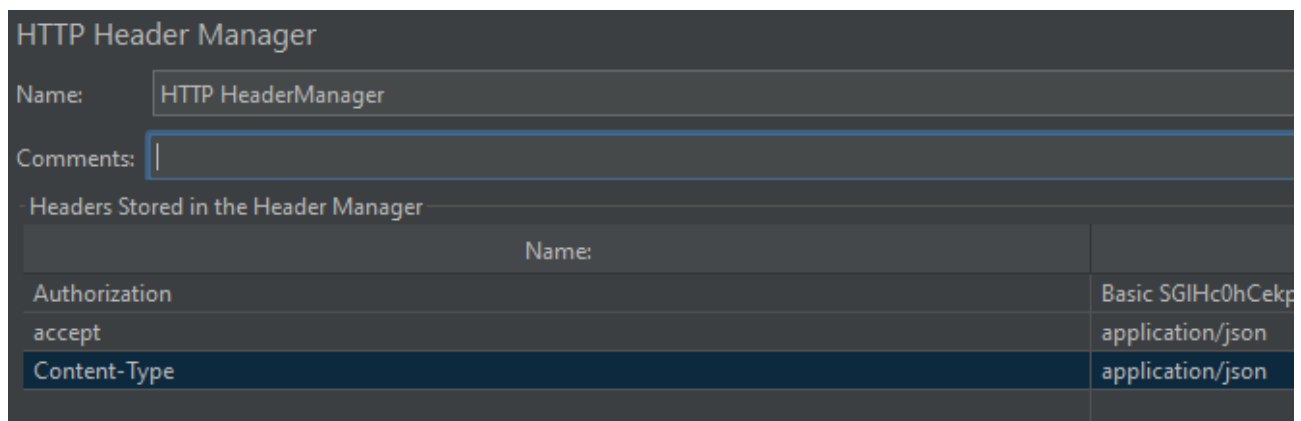 HTTP Header Manager
Name: HTTP HeaderManager
Comments:
Headers Stored in the Header Manager
Name:
Authorization Basic
accept application/json
Content-Type application/json